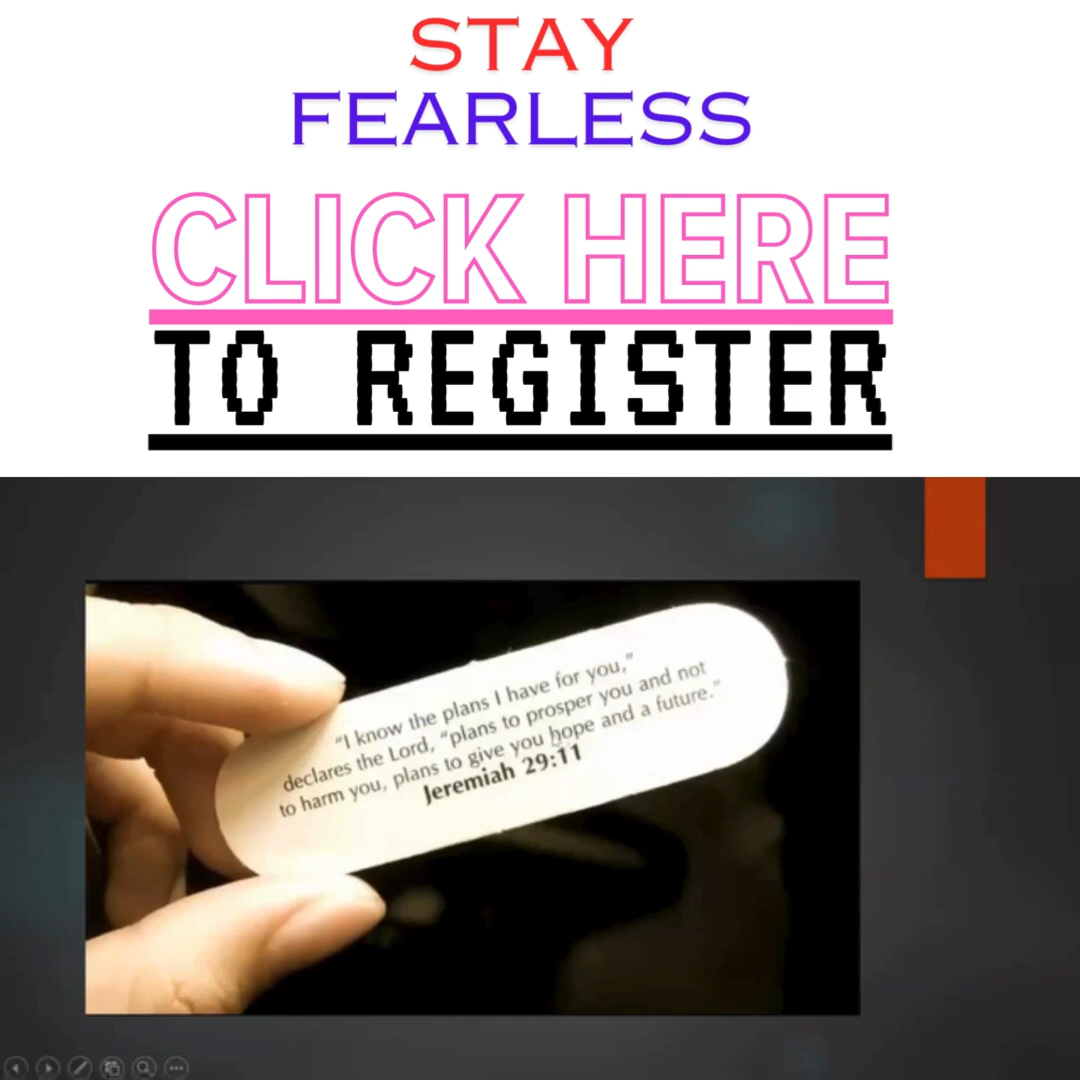 STAY
FEARLESS
CLICK HERE
TO REGISTER
“I know the plans I have for you,”
declares the Lord, “plans to prosper you and not
to harm you, plans to give you hope and a future.”
Jeremiah 29:11